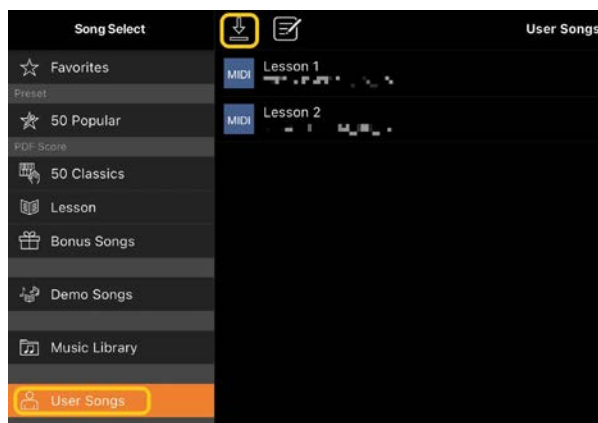 Song Select
Favorites
Preset
50 Popular
PDF Score
50 Classics
Lesson
Bonus Songs
Demo Songs
Music Library
User Songs
User Songs
MIDI
Lesson 1
MIDI
Lesson 2